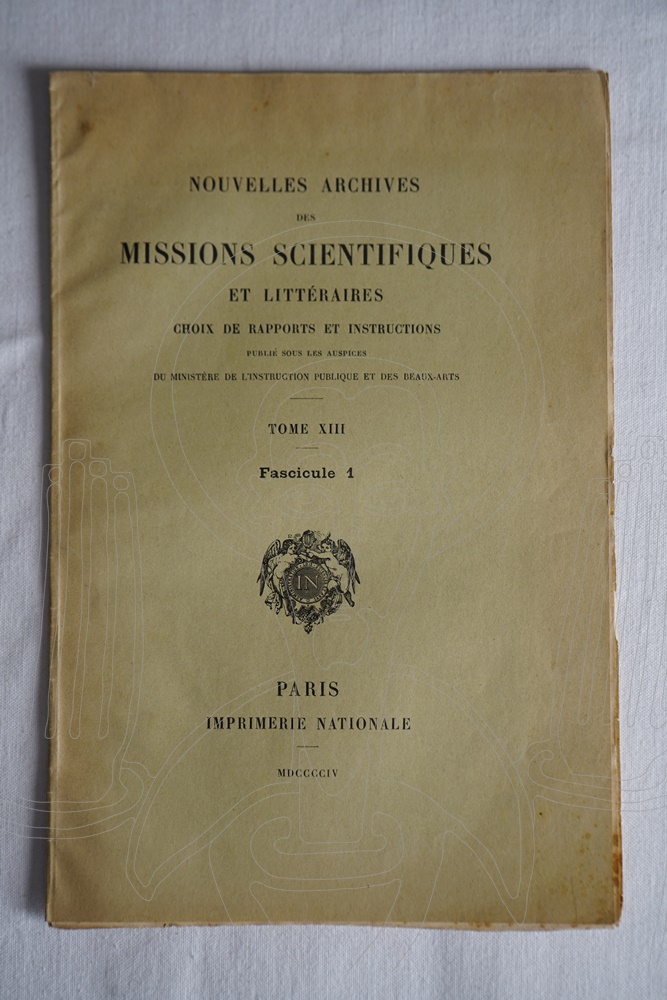 NOUVELLES ARCHIVES
DES
MISSIONS SCIENTIFIQUES
ET LITTÉRAIRES
CHOIX DE RAPPORTS ET INSTRUCTIONS
PUBLIÉ SOUS LES AUSPICES
DU MINISTÈRE DE L'INSTRUCTION PUBLIQUE ET DES BEAUX-ARTS
TOME XIII
Fascicule 1
IN
PARIS
IMPRIMERIE NATIONALE
MDCCCCIV